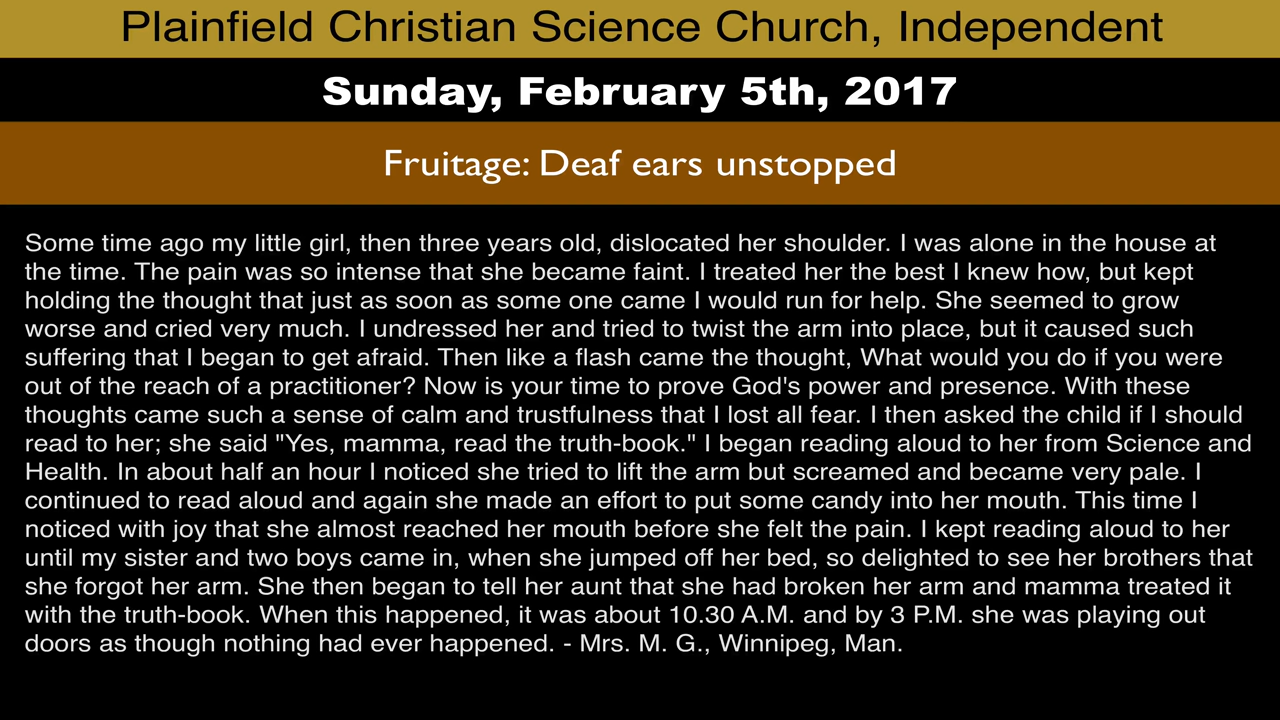 Plainfield Christian Science Church, Independent
Sunday, February 5th, 2017
Fruitage: Deaf ears unstopped
Some time ago my little girl, then three years old, dislocated her shoulder. I was alone in the house at
the time. The pain was so intense that she became faint. I treated her the best I knew how, but kept
holding the thought that just as soon as some one came I would run for help. She seemed to grow
worse and cried very much. I undressed her and tried to twist the arm into place, but it caused such
suffering that I began to get afraid. Then like a flash came the thought, What would you do if you were
out of the reach of a practitioner? Now is your time to prove God's power and presence. With these
thoughts came such a sense of calm and trustfulness that I lost all fear. I then asked the child if I should
read to her; she said "Yes, mamma, read the truth-book." I began reading aloud to her from Science and
Health. In about half an hour I noticed she tried to lift the arm but screamed and became very pale. I
continued to read aloud and again she made an effort to put some candy into her mouth. This time I
noticed with joy that she almost reached her mouth before she felt the pain. I kept reading aloud to her
until my sister and two boys came in, when she jumped off her bed, so delighted to see her brothers that
she forgot her arm. She then began to tell her aunt that she had broken her arm and mamma treated it
with the truth-book. When this happened, it was about 10.30 A.M. and by 3 P.M. she was playing out
doors as though nothing had ever happened. - Mrs. M. G., Winnipeg, Man.